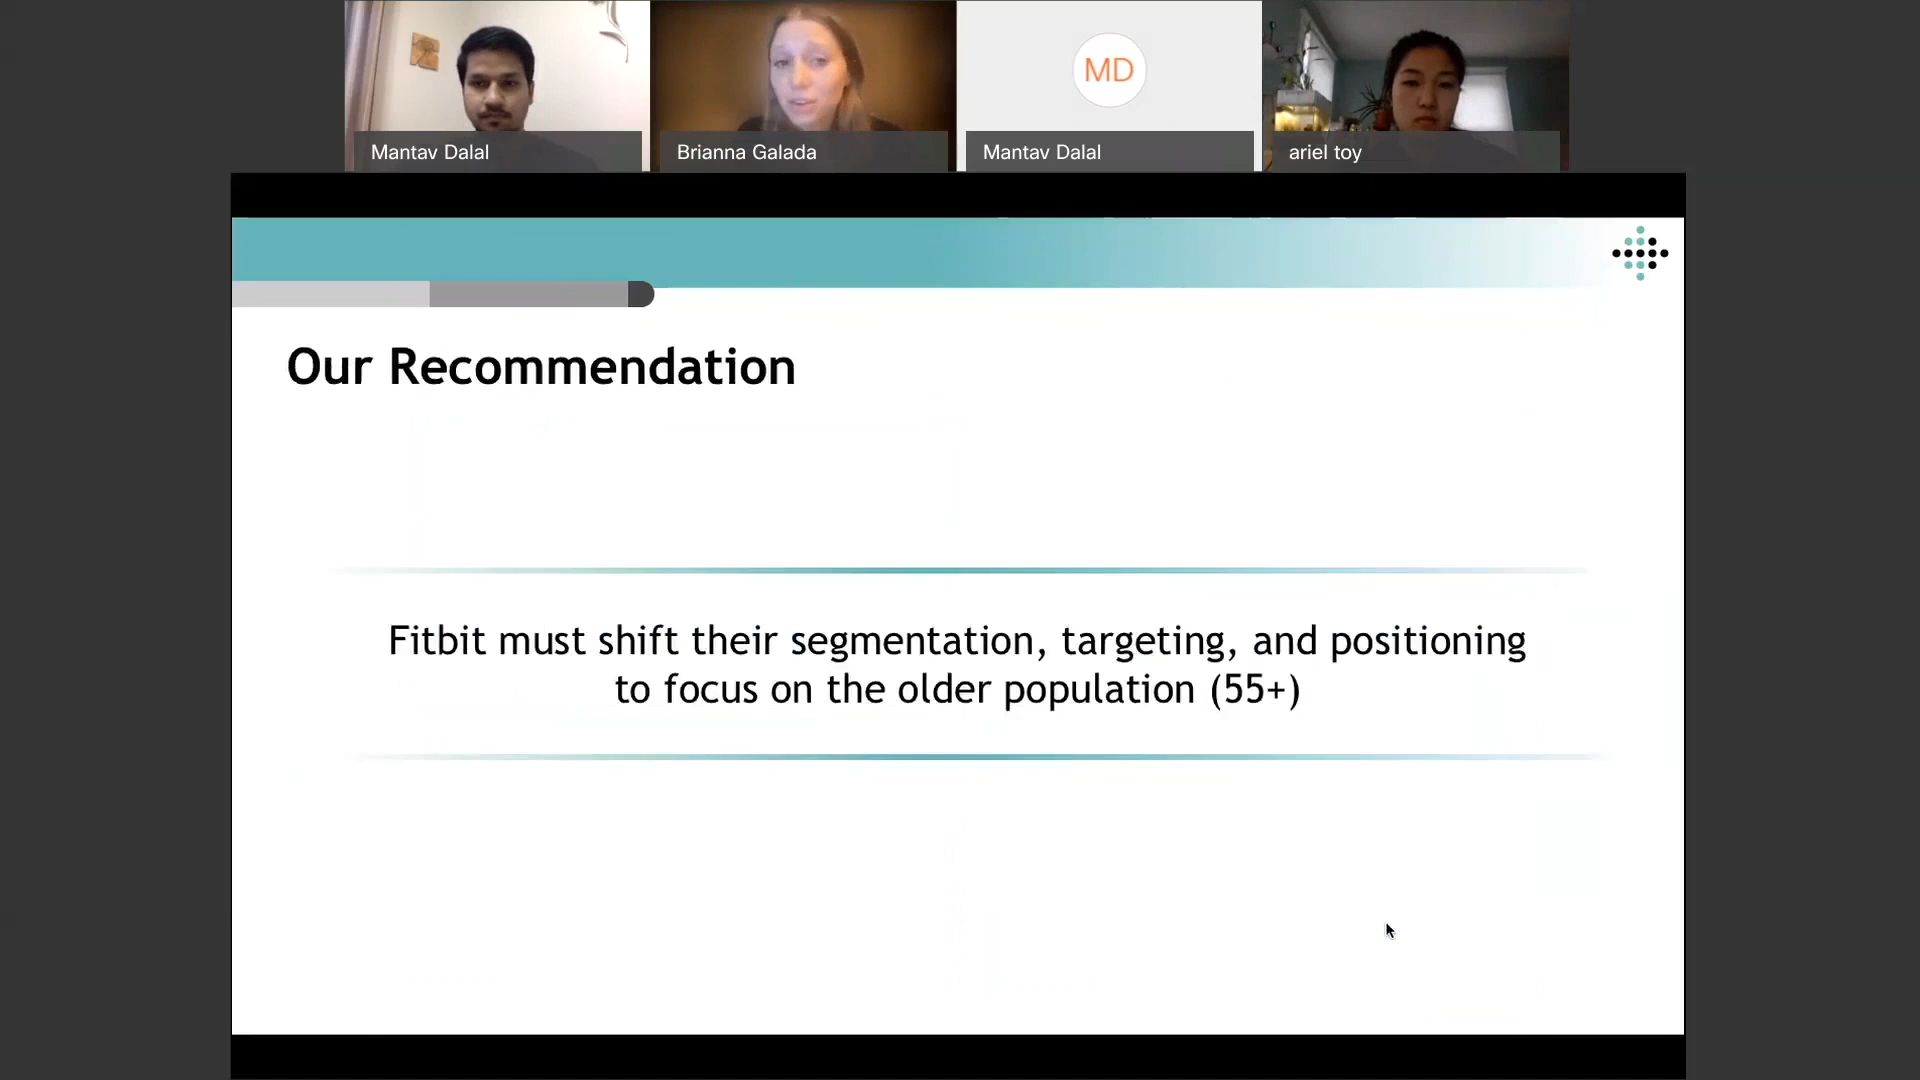 Mantav Dalal
Brianna Galada
MD
Mantav Dalal
ariel toy
Our Recommendation
Fitbit must shift their segmentation, targeting, and positioning
to focus on the older population (55+)